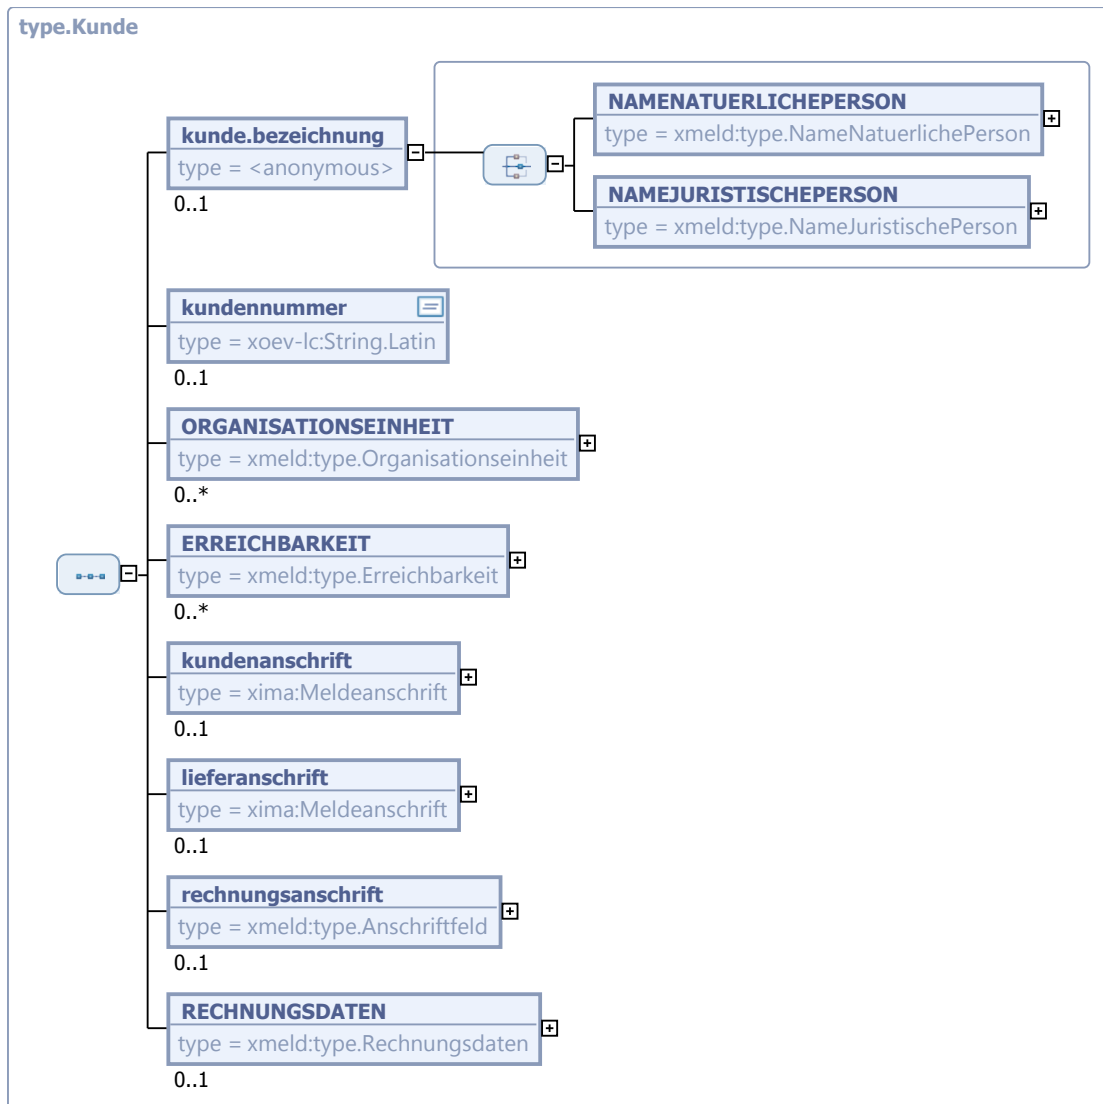 type.Kunde
kunde.bezeichnung
type = <anonymous>
0..1
NAMENATUERLICHEPERSON
type = xmeld:type.NameNatuerlichePerson
NAMEJURISTISCHEPERSON
type = xmeld:type.NameJuristischePerson
kundennummer
type = xoev-lc:String.Latin
0..1
ORGANISATIONSEINHEIT
type = xmeld:type.Organisationseinheit
0..*
ERREICHBARKEIT
type = xmeld:type.Erreichbarkeit
0..*
kundenanschrift
type = xima:Meldeanschrift
0..1
lieferanschrift
type = xima:Meldeanschrift
0..1
rechnungsanschrift
type = xmeld:type.Anschriftfeld
0..1
RECHNUNGSDATEN
type = xmeld:type.Rechnungsdaten
0..1